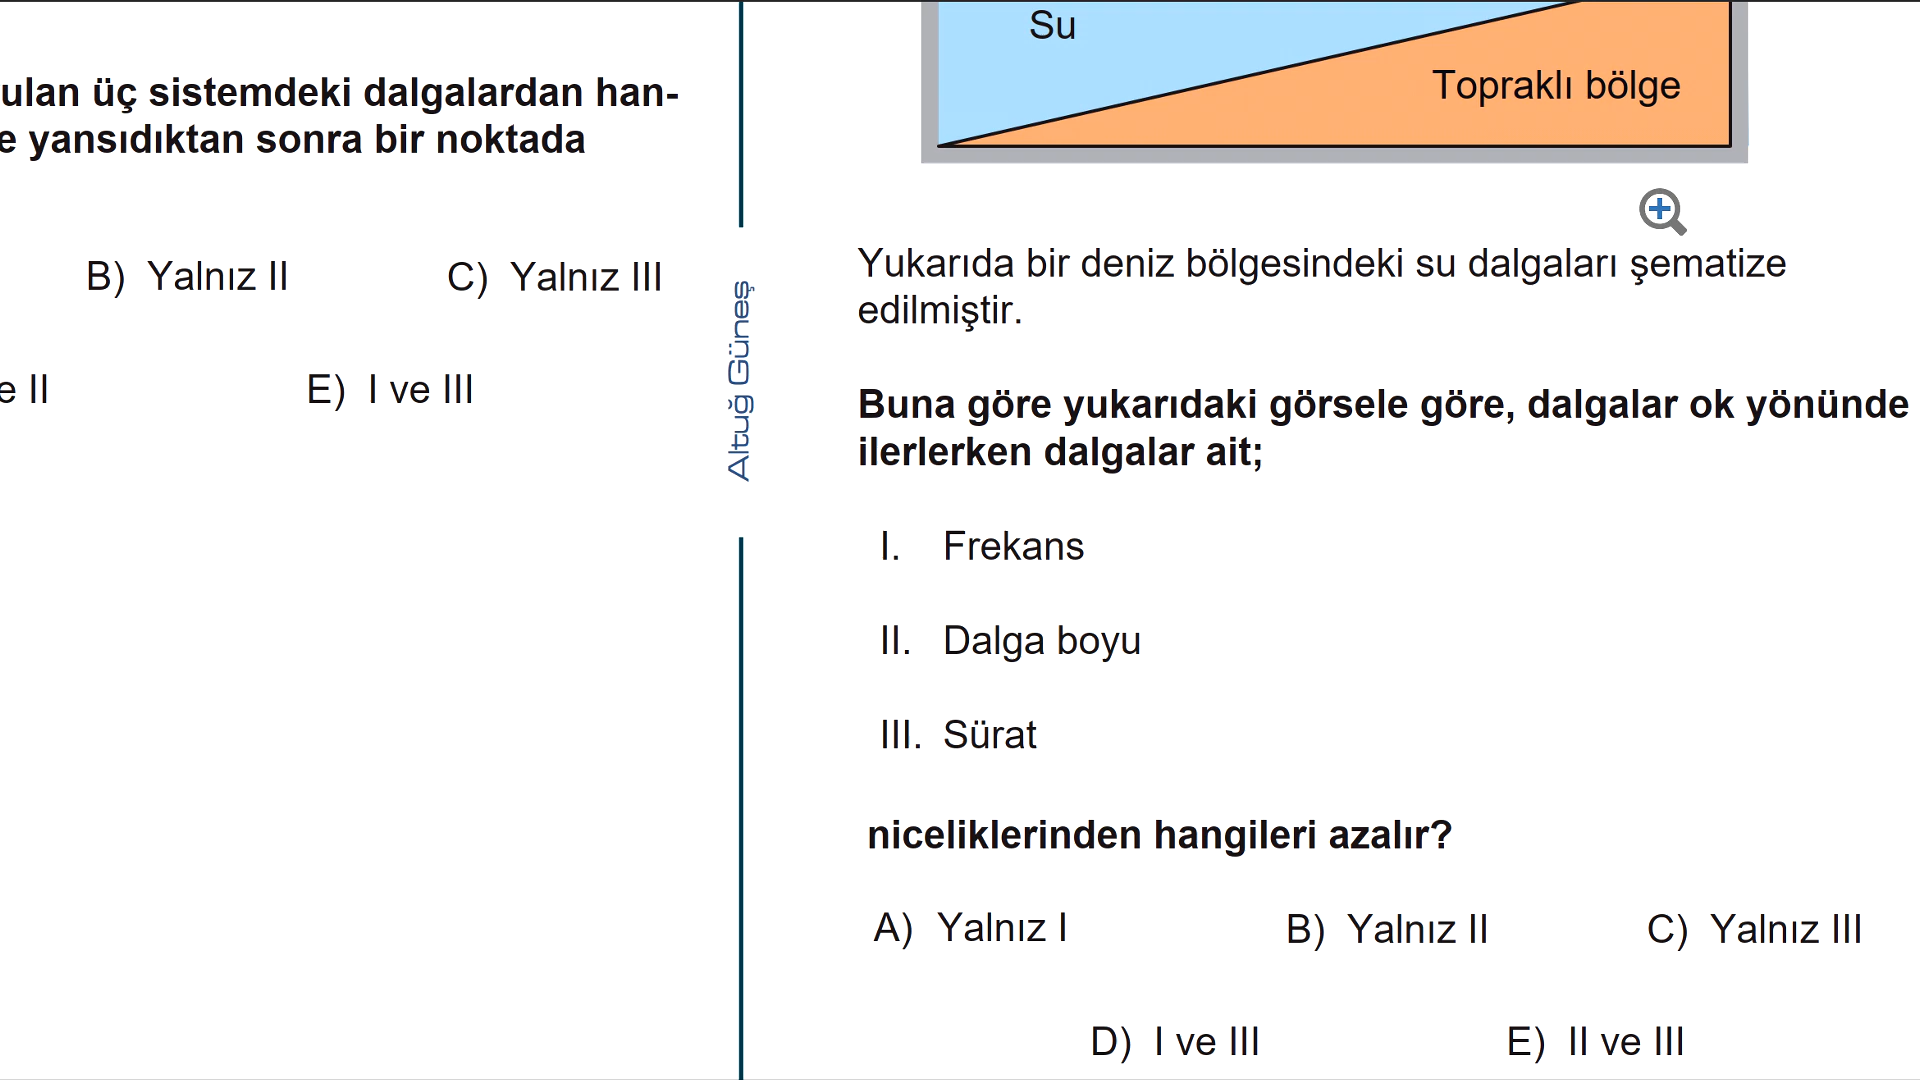 ulan üç sistemdeki dalgalardan han-
e yansıdıktan sonra bir noktada
B) Yalnız II
C) Yalnız III
e II
E) I ve III
Altuğ Güneş
Su
Topraklı bölge
Yukarıda bir deniz bölgesindeki su dalgaları şematize
edilmiştir.
Buna göre yukarıdaki görsele göre, dalgalar ok yönünde
ilerlerken dalgalar ait;
I. Frekans
II. Dalga boyu
III. Sürat
niceliklerinden hangileri azalır?
A) Yalnız I
B) Yalnız II
C) Yalnız III
D) I ve III
E) II ve III